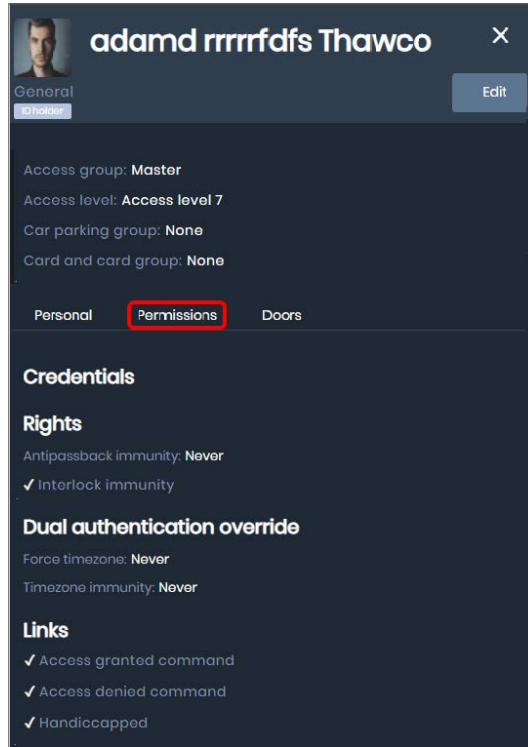 adamd rrrrrfdfs Thawco
General
ID holder
Edit
Access group: Master
Access level: Access level 7
Car parking group: None
Card and card group: None
Personal Permissions Doors
Credentials
Rights
Antipassback immunity: Never
✓ Interlock immunity
Dual authentication override
Force timezone: Never
Timezone immunity: Never
Links
✓ Access granted command
✓ Access denied command
✓ Handiccapped